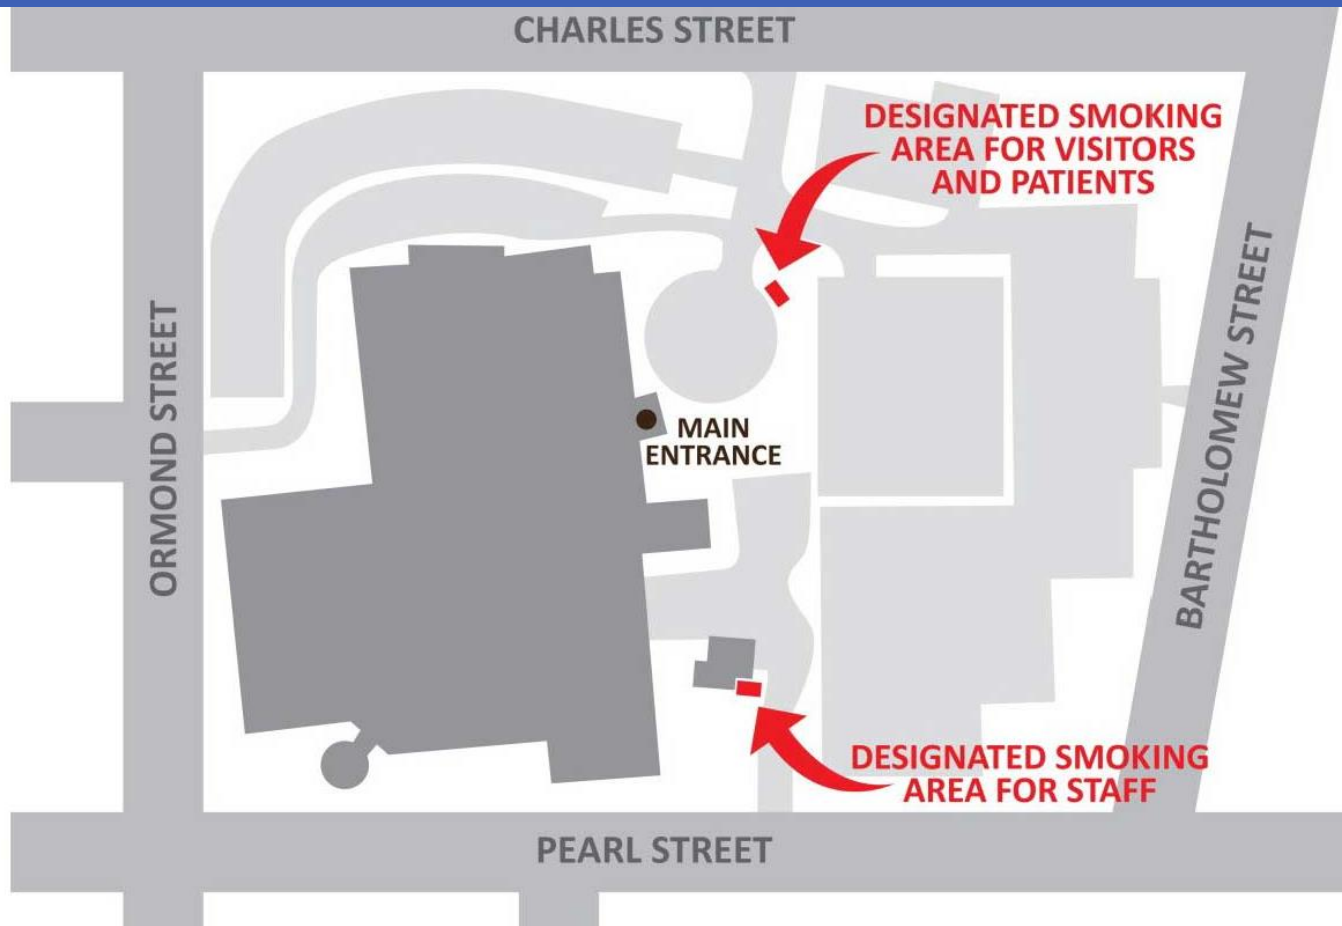 CHARLES STREET
DESIGNATED SMOKING
AREA FOR VISITORS
AND PATIENTS
ORMOND STREET
BARTHOLOMEW STREET
MAIN
ENTRANCE
DESIGNATED SMOKING
AREA FOR STAFF
PEARL STREET